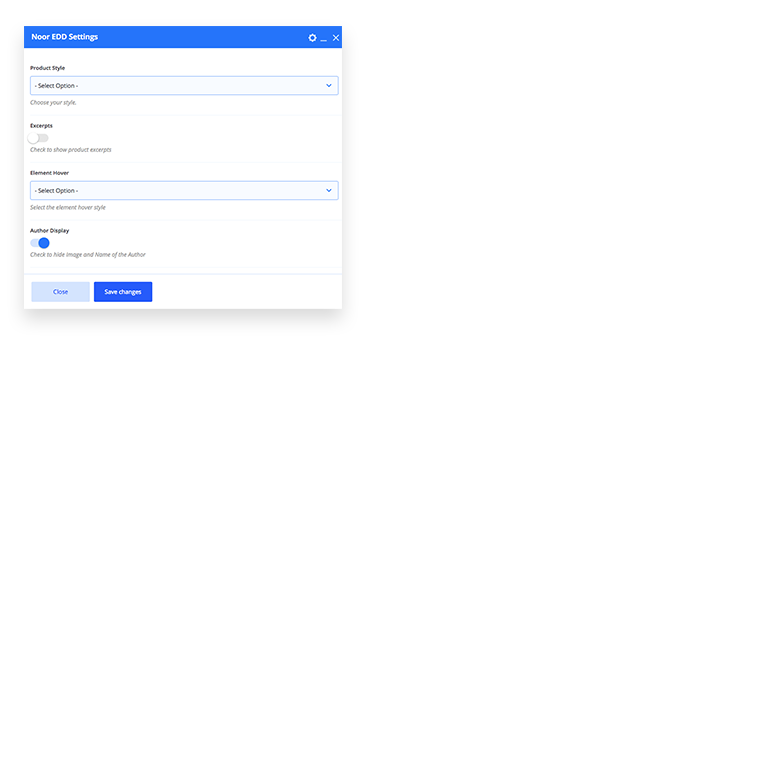 Noor EDD Settings
Product Style
- Select Option -
Choose your style.
Excerpts
Check to show product excerpts
Element Hover
- Select Option -
Select the element hover style
Author Display
Check to hide image and Name of the Author
Close
Save changes